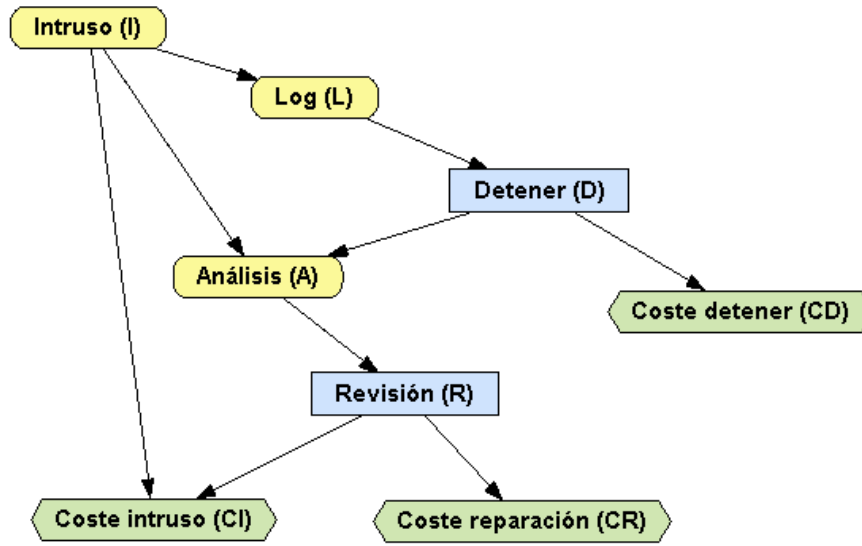 Intruso (I)
Log (L)
Detener (D)
Análisis (A)
Coste detener (CD)
Revisión (R)
Coste intruso (CI)
Coste reparación (CR)